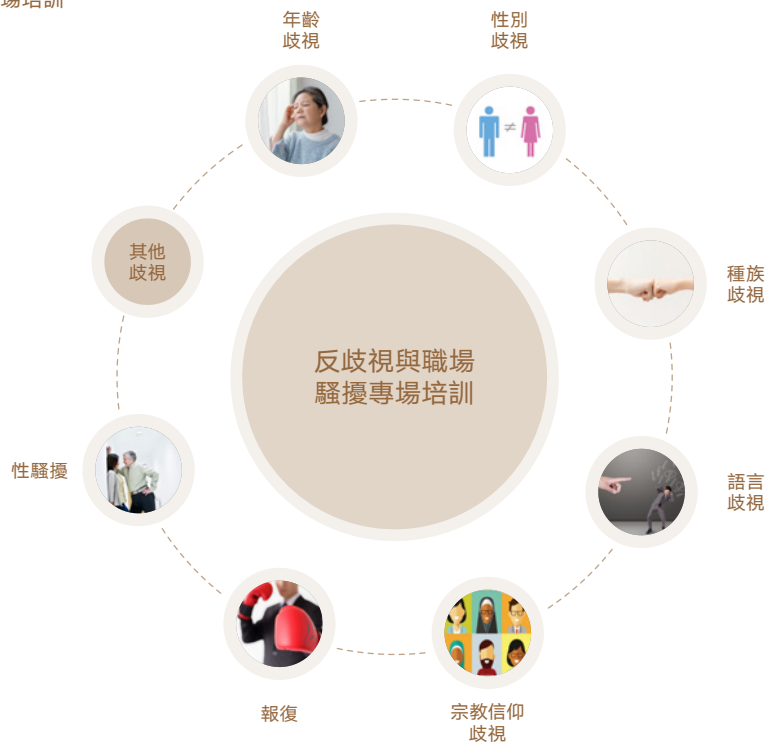 場培訓
年齡
歧視
性別
歧視
其他
歧視
種族
歧視
反歧視與職場
騷擾專場培訓
性騷擾
語言
歧視
報復
宗教信仰
歧視